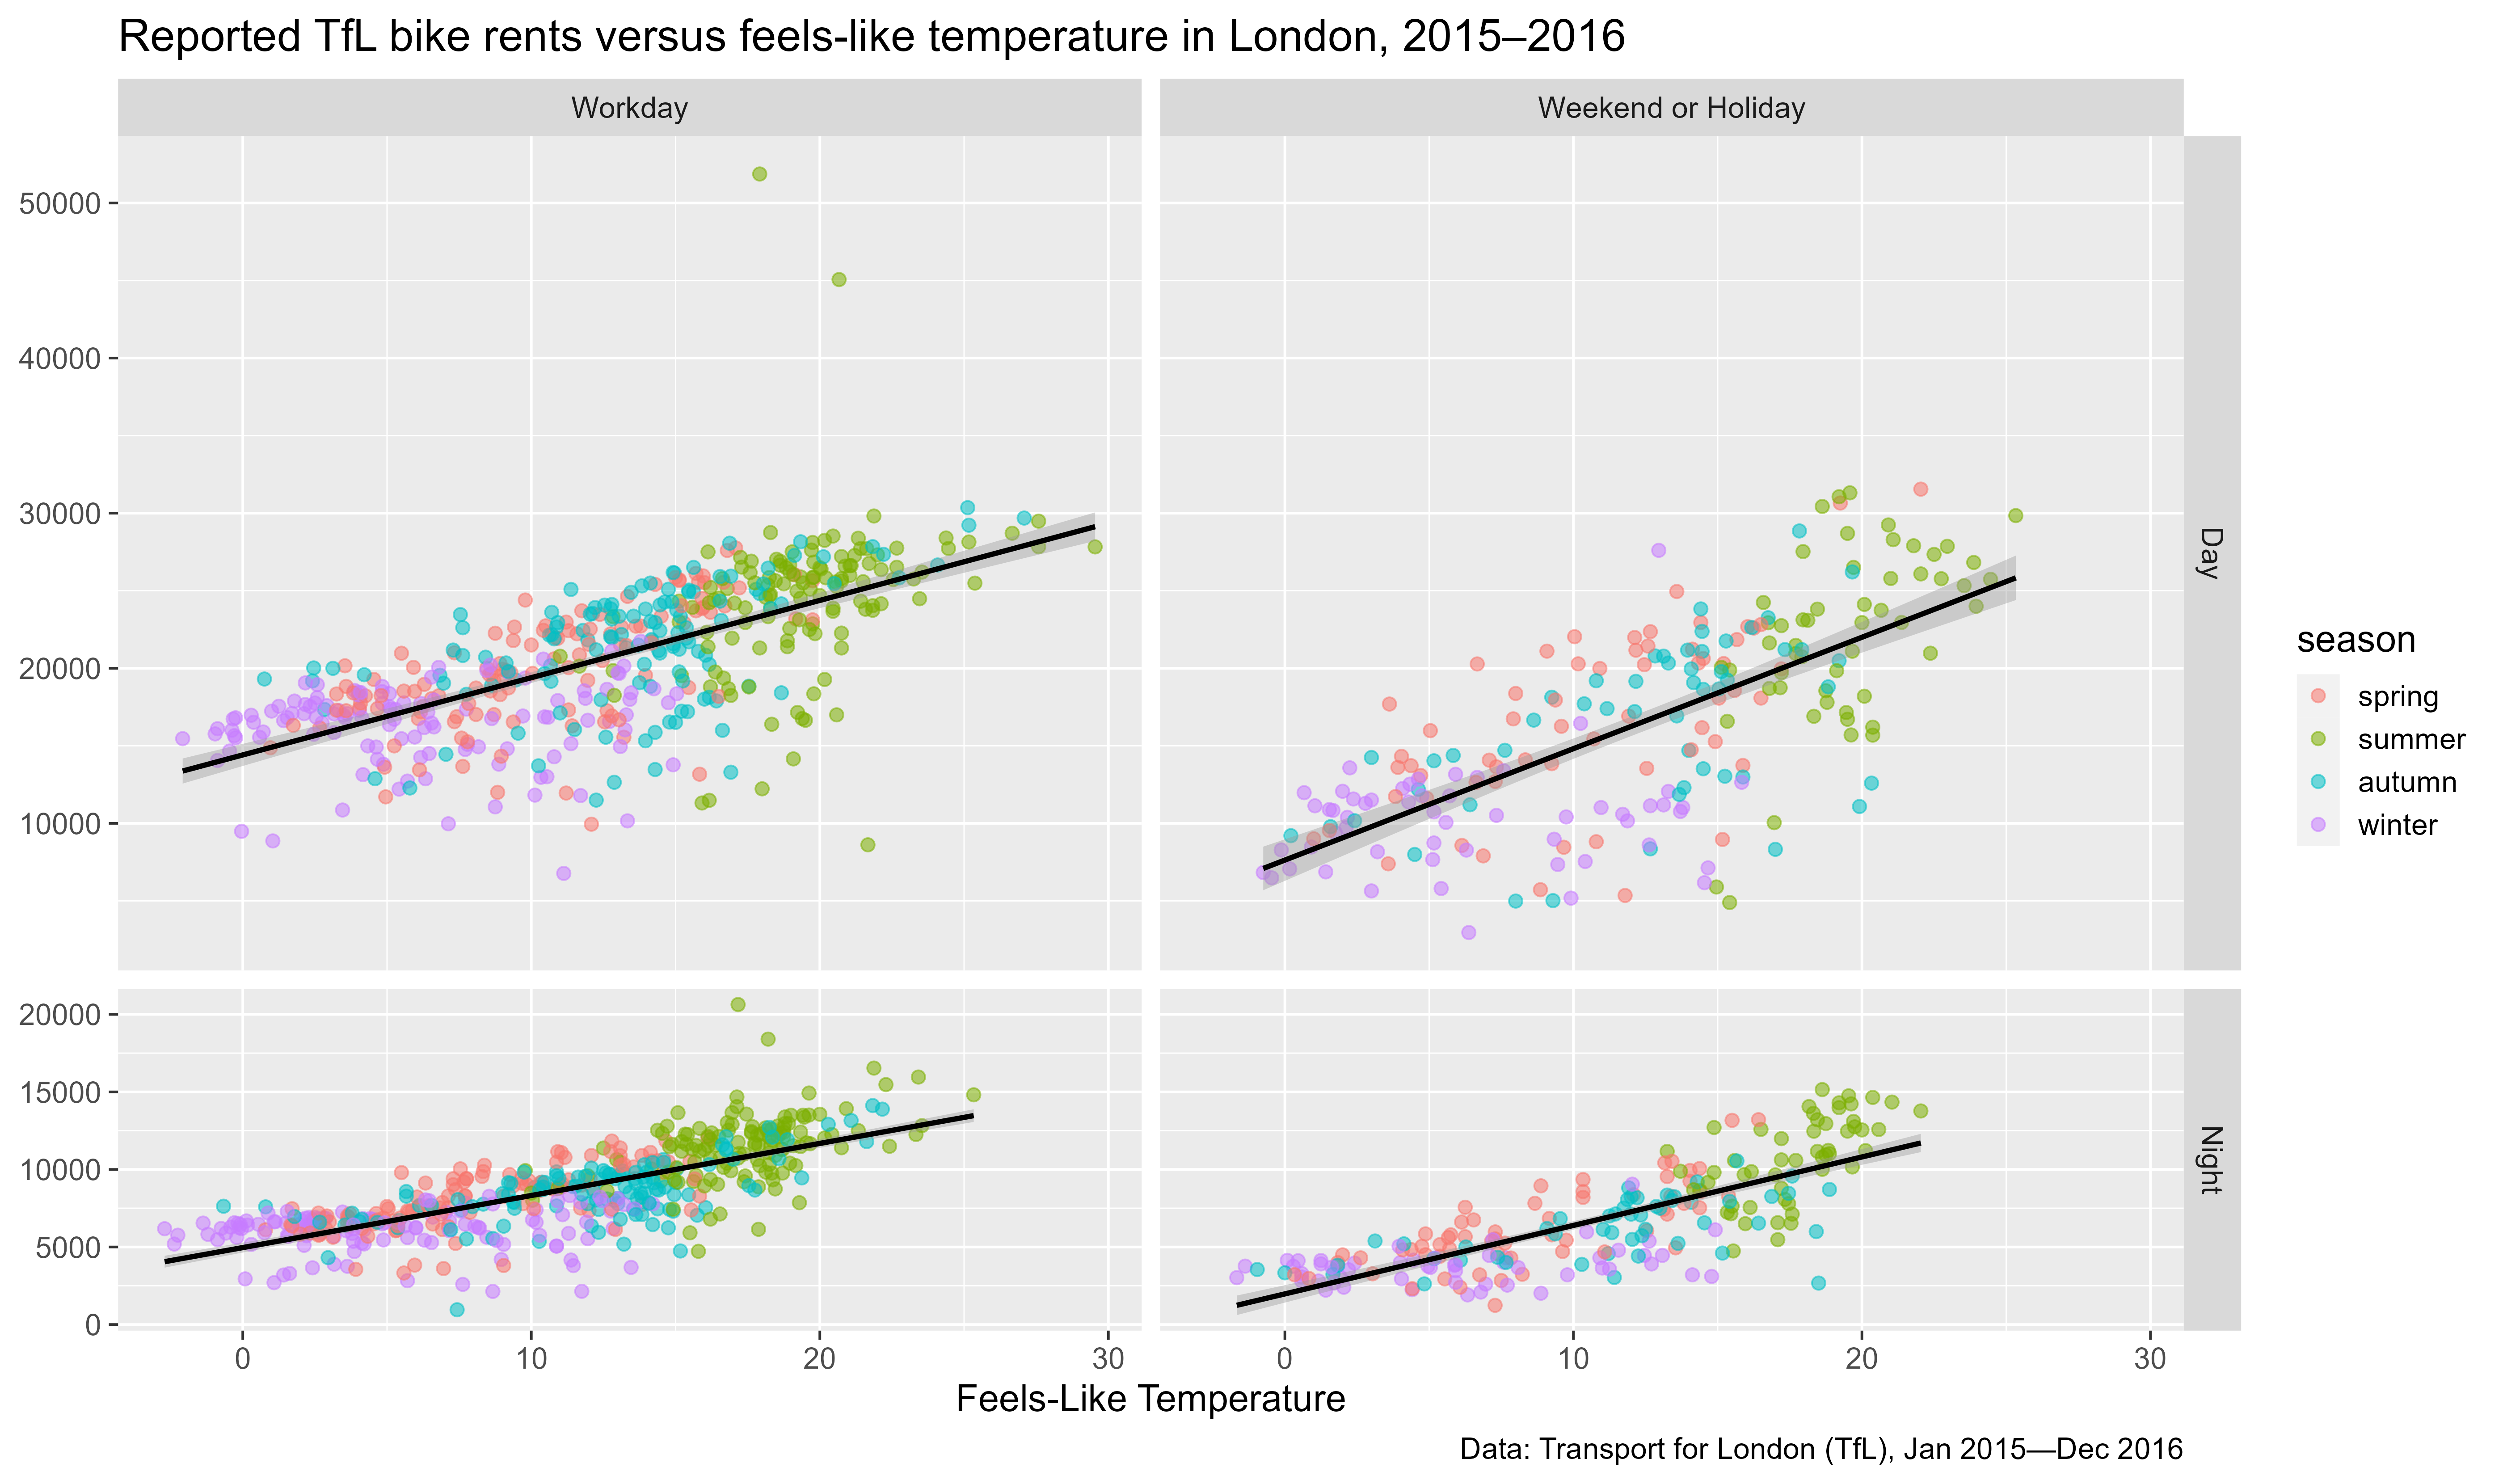 Reported TfL bike rents versus feels-like temperature in London, 2015–2016
Workday
Weekend or Holiday
50000
40000
30000
20000
10000
Day
20000
15000
10000
5000
0
Night
0 10 20 30
0 10 20 30
Feels-Like Temperature
season
spring
summer
autumn
winter
Data: Transport for London (TfL), Jan 2015—Dec 2016